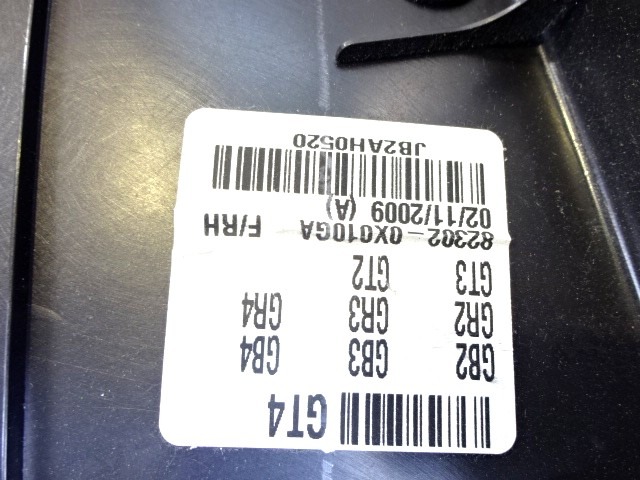 GT4
GB2 GB3 GB4
GR2 GR3 GR4
GT3 GT2
82302-0X010GA F/RH
02/11/2009 (A)
JB2AH0520